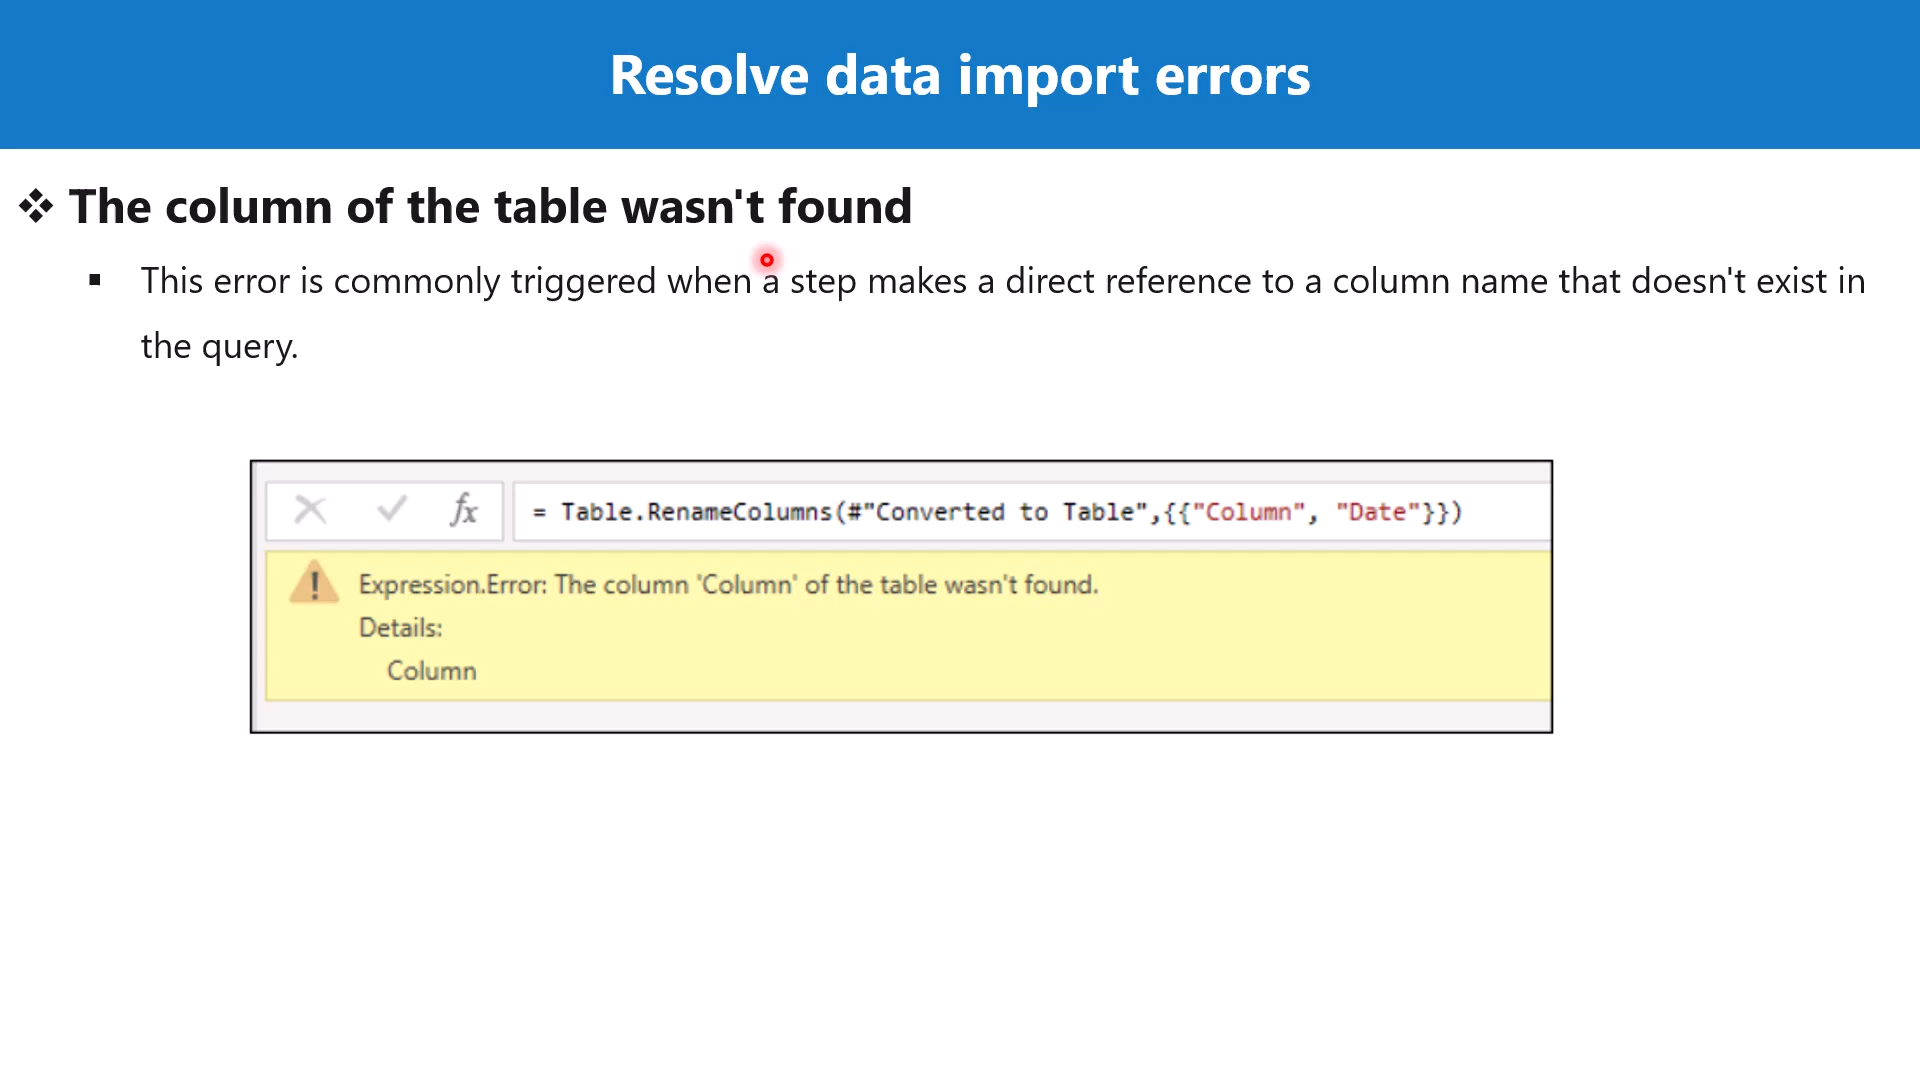 Resolve data import errors
❖ The column of the table wasn't found
▪ This error is commonly triggered when a step makes a direct reference to a column name that doesn't exist in
the query.
fx = Table.RenameColumns(#"Converted to Table",{{"Column", "Date"}})
Expression.Error: The column 'Column' of the table wasn't found.
Details:
Column